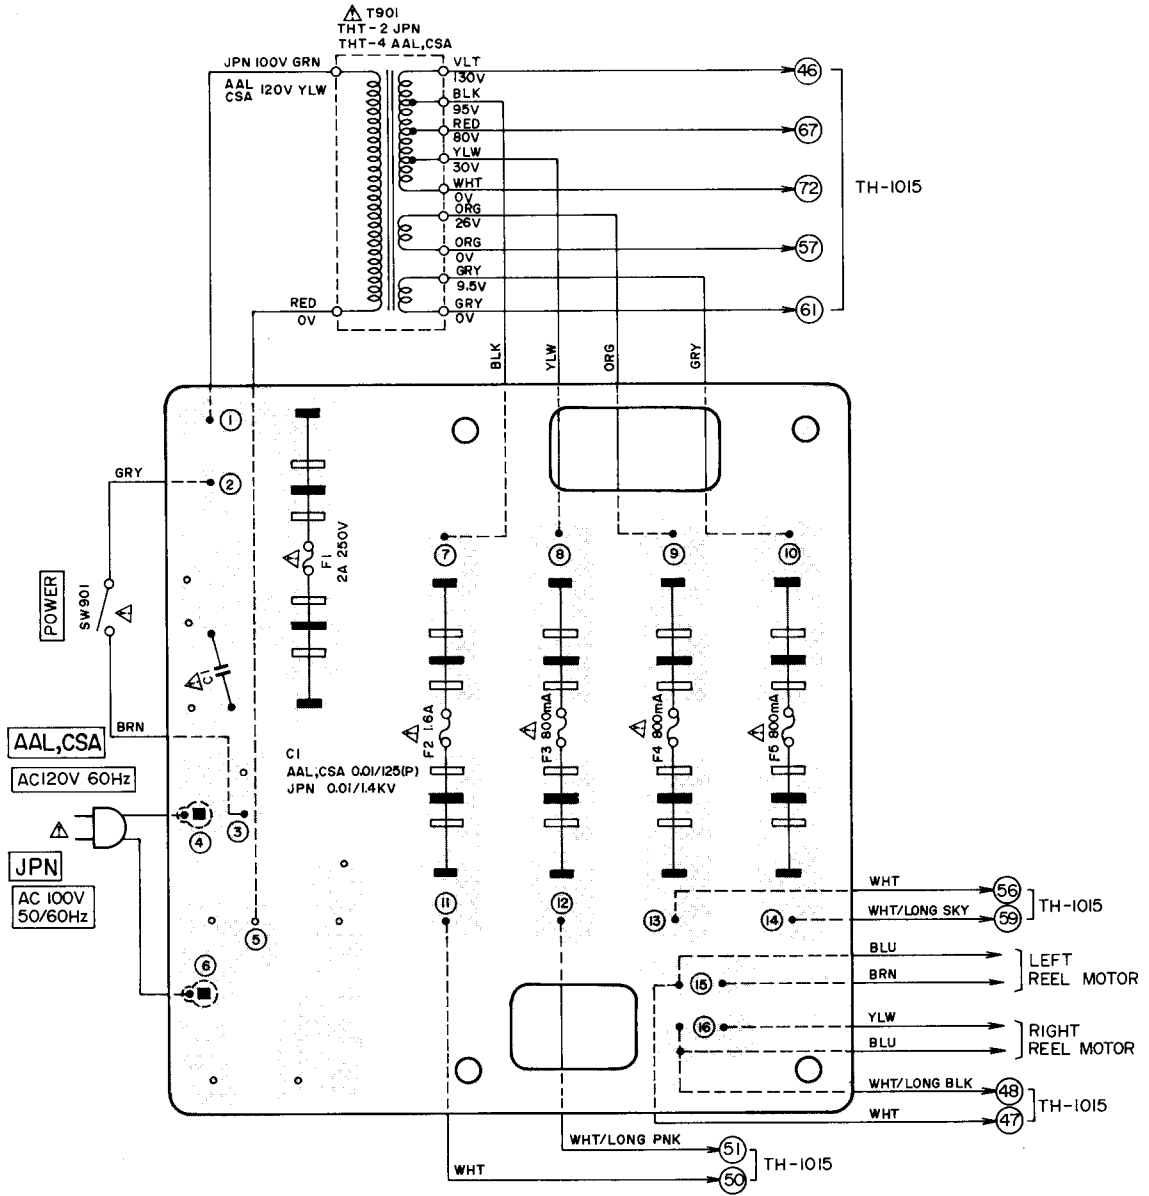 T901
THT-2 JPN
THT-4 AAL,CSA
JPN 100V GRN
AAL
CSA 120V YLW
RED
0V
VLT
130V
BLK
95V
RED
80V
YLW
30V
WHT
0V
ORG
26V
ORG
0V
GRY
9.5V
GRY
0V
46
67
72
57
61
TH-1015
BLK
YLW
ORG
GRY
1
2
GRY
POWER
SW901
BRN
C1
F1
2A 250V
7
8
9
10
F2 1.6A
F3 800mA
F4 800mA
F5 800mA
C1
AAL,CSA 0.01/125(P)
JPN 0.01/1.4KV
AAL,CSA
AC120V 60Hz
JPN
AC 100V
50/60Hz
4
3
5
6
11
12
13
14
15
16
WHT
56
WHT/LONG SKY
59
TH-1015
BLU
BRN
LEFT
REEL MOTOR
YLW
BLU
RIGHT
REEL MOTOR
WHT/LONG BLK
48
WHT
47
TH-1015
WHT/LONG PNK
51
WHT
50
TH-1015